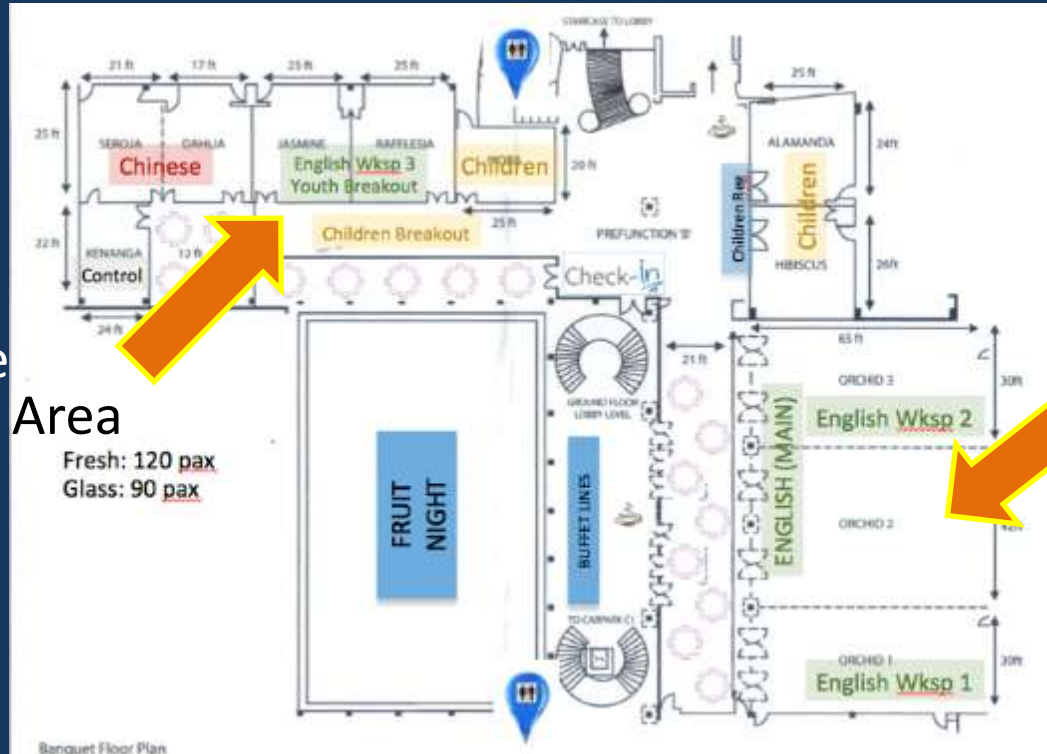 STAIRCASE TO LOBBY
21 ft
17 ft
25 ft
25 ft
25 ft
25 ft
SEROJA
DAHLIA
JASMINE
RAFFLESIA
ALAMANDA
24ft
Chinese
English Wksp 3
Youth Breakout
Children
20 ft
Children Reg
Children
25 ft
22 ft
Children Breakout
PREFUNCTION 'B'
KENANGA
12 ft
HIBISCUS
26ft
Control
Check-in
24 ft
65 ft
21 ft
e
ORCHID 3
30ft
GROUND FLOOR
LOBBY LEVEL
Area
English Wksp 2
Fresh: 120 pax
Glass: 90 pax
FRUIT
NIGHT
BUFFET LINES
ENGLISH (MAIN)
ORCHID 2
TO CARPARK C1
ORCHID 1
30ft
English Wksp 1
Banquet Floor Plan